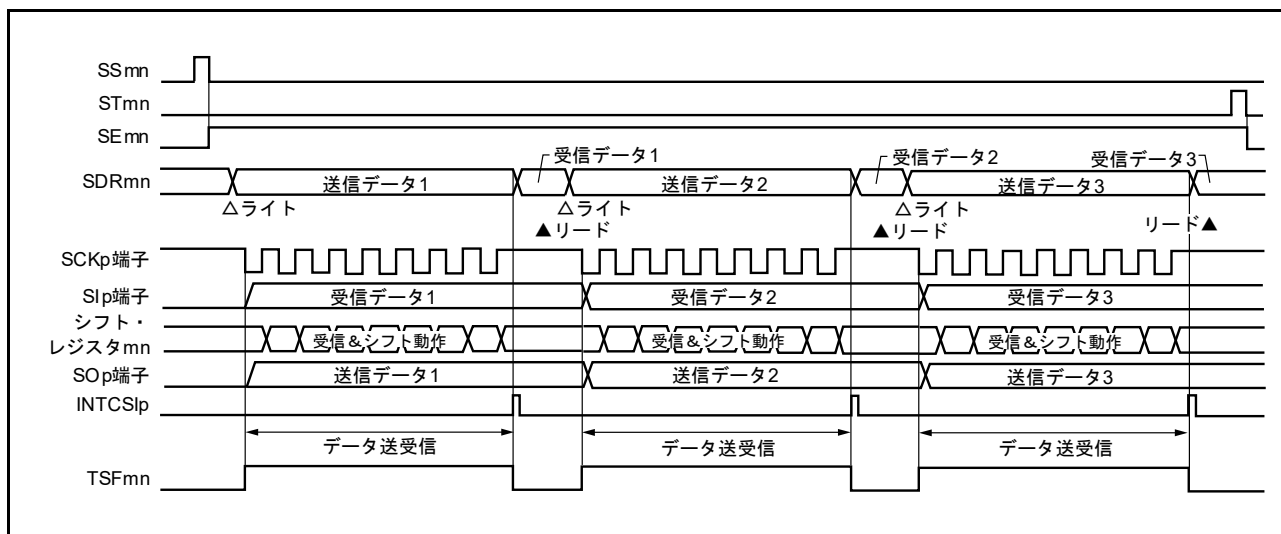 SSmn
STmn
SEmn
受信データ1
受信データ2
受信データ3
SDRmn
送信データ1
送信データ2
送信データ3
△ライト
△ライト
△ライト
▲リード
▲リード
リード▲
SCKp端子
SIp端子
受信データ1
受信データ2
受信データ3
シフト・
レジスタmn
受信&シフト動作
受信&シフト動作
受信&シフト動作
SOp端子
送信データ1
送信データ2
送信データ3
INTCSIp
データ送受信
データ送受信
データ送受信
TSFmn